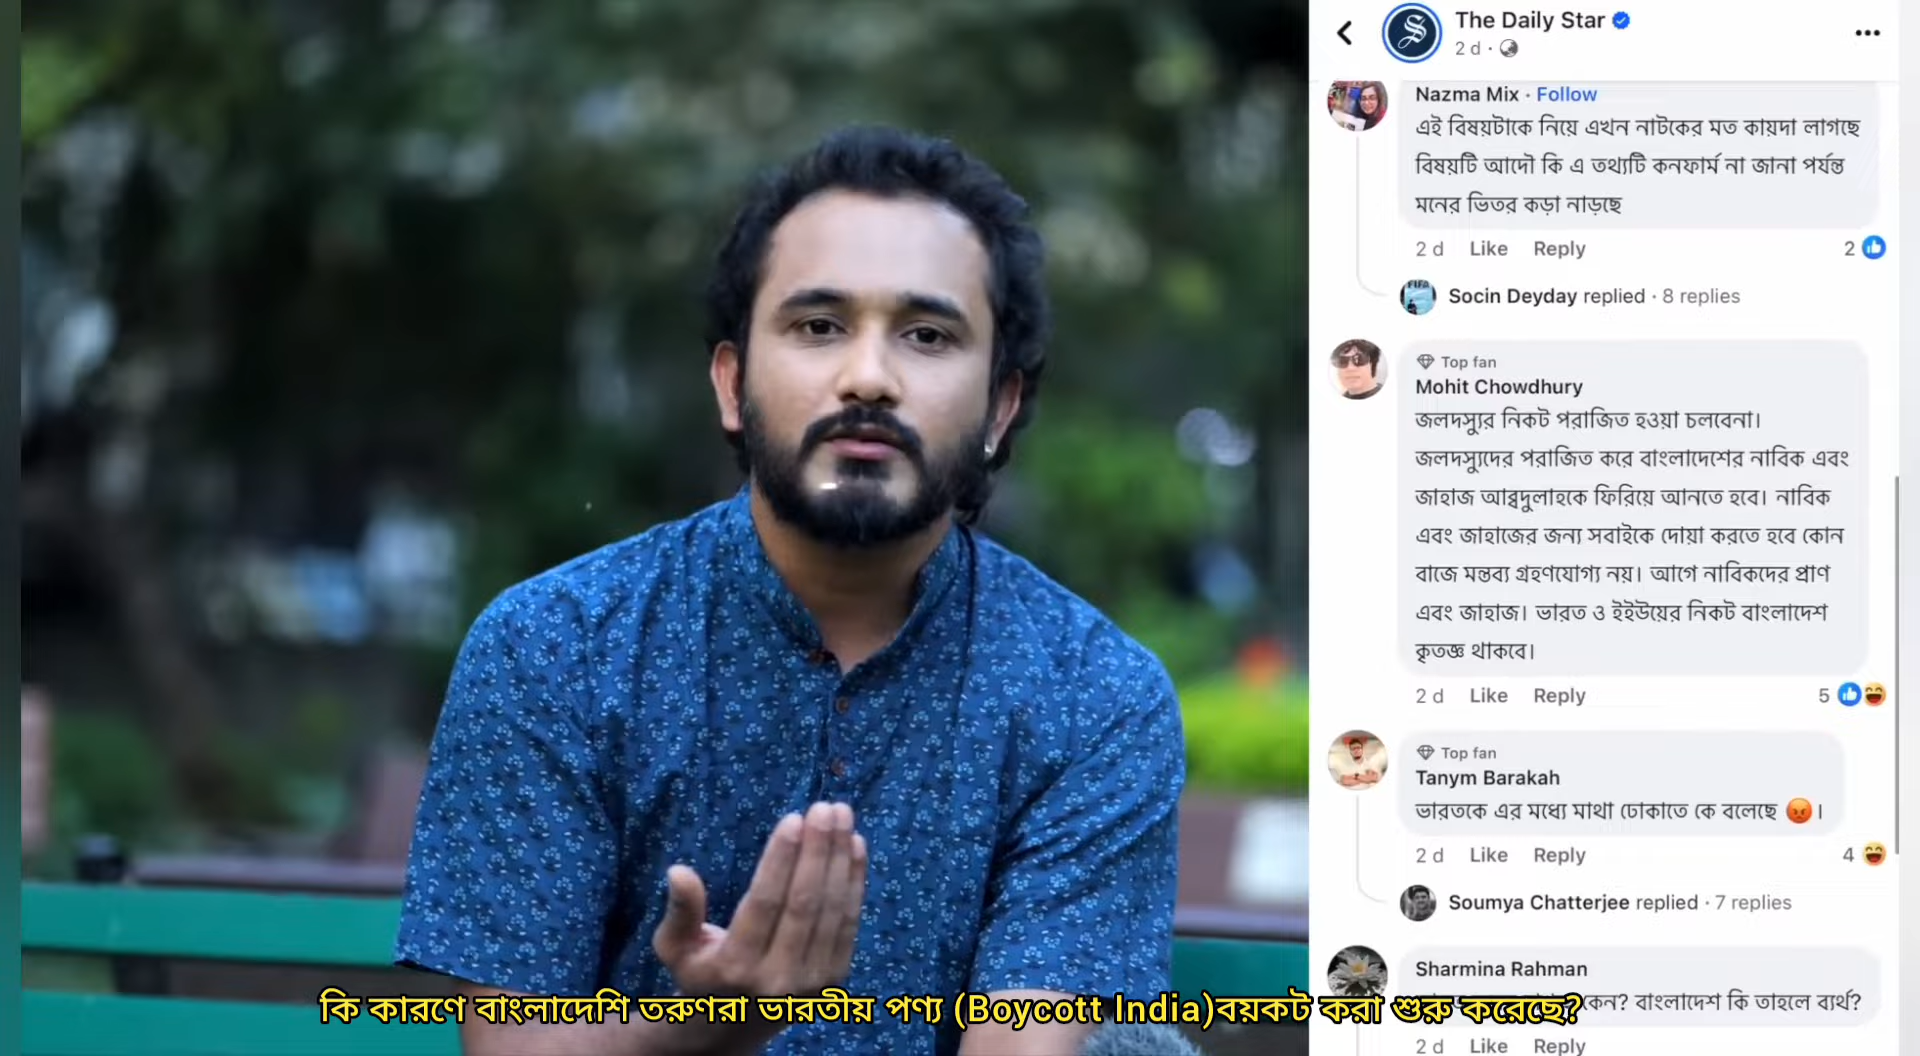 The Daily Star
2 d
Nazma Mix · Follow
এই বিষয়টাকে নিয়ে এখন নাটকের মত কায়দা লাগছে
বিষয়টি আদৌ কি এ তথ্যটি কনফার্ম না জানা পর্যন্ত
মনের ভিতর কড়া নাড়ছে
2 d Like Reply 2
Socin Deyday replied · 8 replies
Top fan
Mohit Chowdhury
জলদস্যুর নিকট পরাজিত হওয়া চলবেনা।
জলদস্যুদের পরাজিত করে বাংলাদেশের নাবিক এবং
জাহাজ আব্বদুলাহকে ফিরিয়ে আনতে হবে। নাবিক
এবং জাহাজের জন্য সবাইকে দোয়া করতে হবে কোন
বাজে মন্তব্য গ্রহণযোগ্য নয়। আগে নাবিকদের প্রাণ
এবং জাহাজ। ভারত ও ইইউয়ের নিকট বাংলাদেশ
কৃতজ্ঞ থাকবে।
2 d Like Reply 5
Top fan
Tanym Barakah
ভারতকে এর মধ্যে মাথা ঢোকাতে কে বলেছে 😡।
2 d Like Reply 4
Soumya Chatterjee replied · 7 replies
Sharmina Rahman
কেন? বাংলাদেশ কি তাহলে ব্যর্থ?
2 d Like Reply
কি কারণে বাংলাদেশি তরুণরা ভারতীয় পণ্য (Boycott India)বয়কট করা শুরু করেছে?